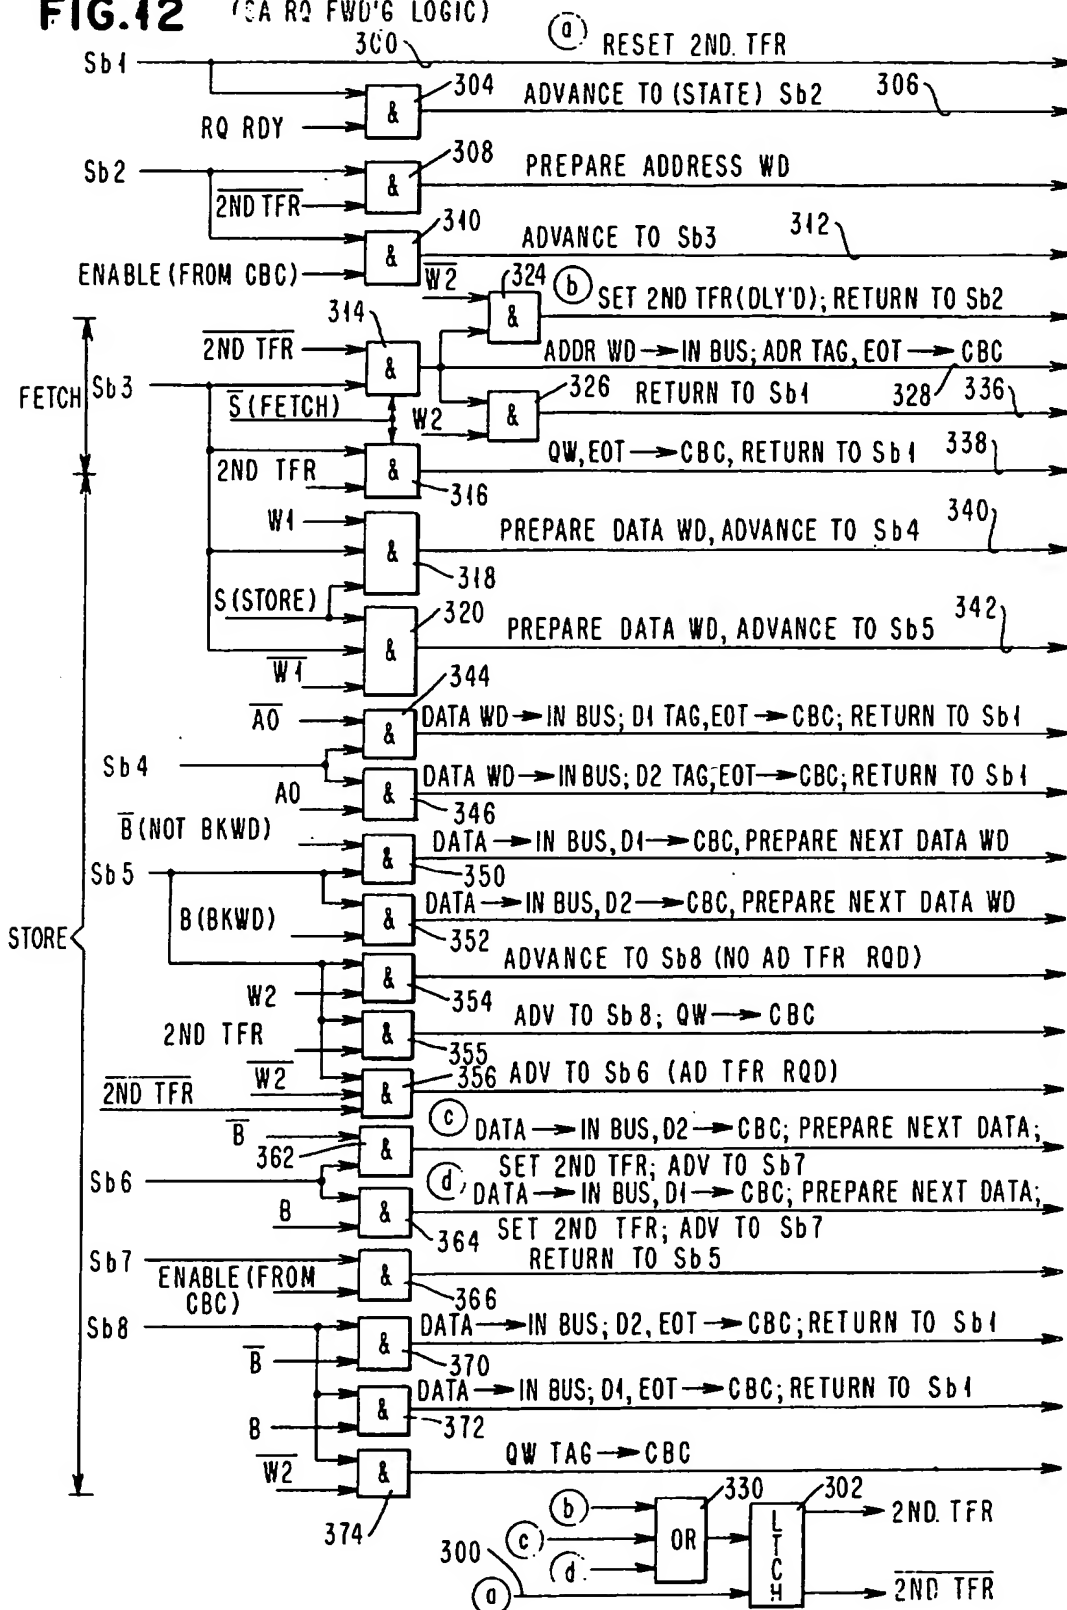 FIG.12 (SA RQ FWD'G LOGIC)
Sb1 300 ⓐ RESET 2ND. TFR
304 ADVANCE TO (STATE) Sb2 306
&
RQ RDY
Sb2 308 PREPARE ADDRESS WD
&
2ND TFR
310 ADVANCE TO Sb3 312
&
ENABLE (FROM CBC)
W2 324 ⓑ SET 2ND TFR (DLY'D); RETURN TO Sb2
&
314
2ND TFR
& ADDR WD → IN BUS; ADR TAG, EOT → CBC
FETCH Sb3 328
S (FETCH) 326 RETURN TO Sb1 336
W2 &
& QW, EOT → CBC, RETURN TO Sb1 338
2ND TFR 316
W1 PREPARE DATA WD, ADVANCE TO Sb4 340
&
318
S (STORE)
320 PREPARE DATA WD, ADVANCE TO Sb5 342
&
W1
344
A0 & DATA WD → IN BUS; D1 TAG, EOT → CBC; RETURN TO Sb1
Sb4
A0 & DATA WD → IN BUS; D2 TAG, EOT → CBC; RETURN TO Sb1
346
B (NOT BKWD) DATA → IN BUS, D1 → CBC, PREPARE NEXT DATA WD
&
Sb5 350
DATA → IN BUS, D2 → CBC, PREPARE NEXT DATA WD
B (BKWD) &
352
STORE
ADVANCE TO Sb8 (NO AD TFR RQD)
W2 &
354
ADV TO Sb8; QW → CBC
2ND TFR &
355
W2 356 ADV TO Sb6 (AD TFR RQD)
2ND TFR &
B ⓒ DATA → IN BUS, D2 → CBC; PREPARE NEXT DATA;
362 &
SET 2ND TFR; ADV TO Sb7
Sb6 ⓓ DATA → IN BUS, D1 → CBC; PREPARE NEXT DATA;
B &
364 SET 2ND TFR; ADV TO Sb7
Sb7 RETURN TO Sb5
ENABLE (FROM CBC) &
366
Sb8 DATA → IN BUS; D2, EOT → CBC; RETURN TO Sb1
B &
370
DATA → IN BUS; D1, EOT → CBC; RETURN TO Sb1
B &
372
QW TAG → CBC
W2 &
374
330 302
ⓑ 2ND. TFR
ⓒ OR LTCH
300 ⓓ
ⓐ 2ND TFR